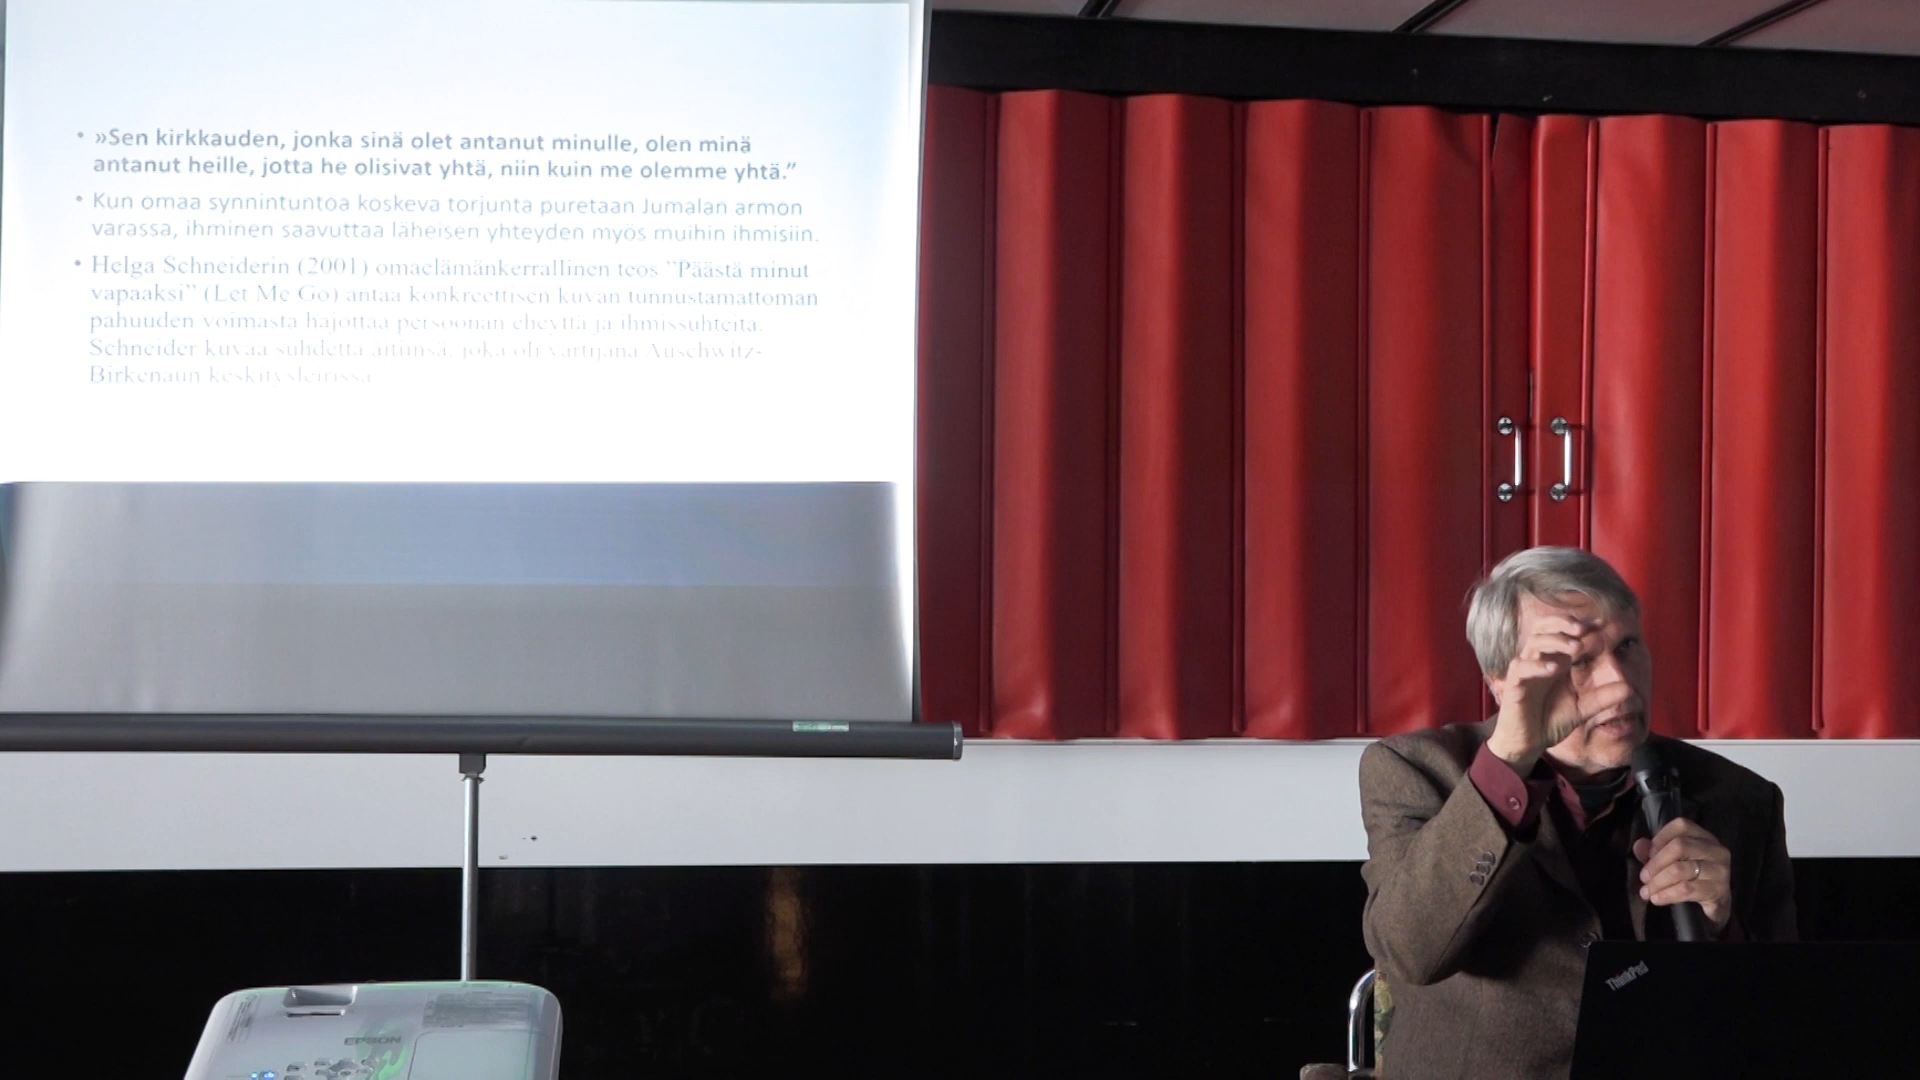 • »Sen kirkkauden, jonka sinä olet antanut minulle, olen minä
antanut heille, jotta he olisivat yhtä, niin kuin me olemme yhtä.”
• Kun omaa synnintuntoa koskeva torjunta puretaan Jumalan armon
varassa, ihminen saavuttaa läheisen yhteyden myös muihin ihmisiin.
• Helga Schneiderin (2001) omaelämänkerrallinen teos ”Päästä minut
vapaaksi” (Let Me Go) antaa konkreettisen kuvan tunnustamattoman
pahuuden voimasta hajottaa persoonan eheyttä ja ihmissuhteita.
Schneider kuvaa suhdetta äitiinsä, joka oli vartijana Auschwitz-
Birkenaun keskitysleirissä
EPSON
ThinkPad